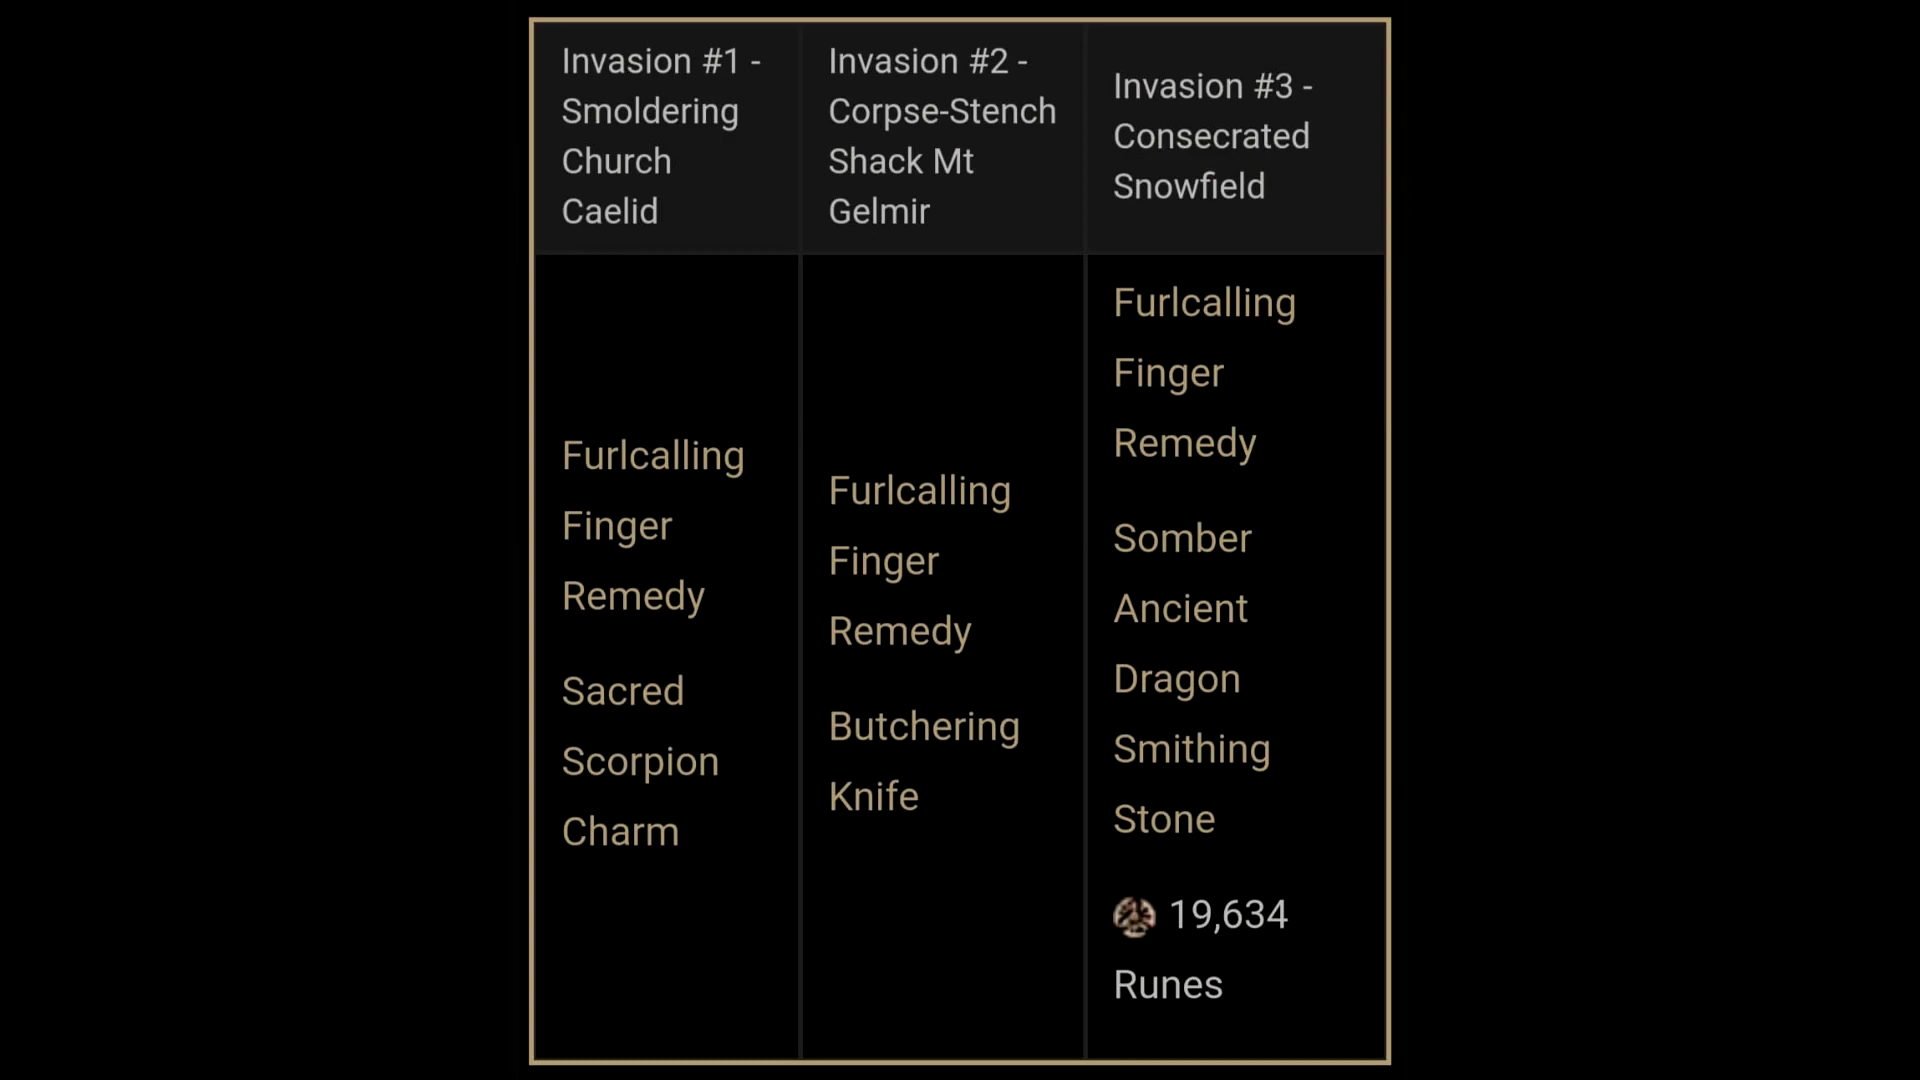 Invasion #1 -
Smoldering
Church
Caelid
Invasion #2 -
Corpse-Stench
Shack Mt
Gelmir
Invasion #3 -
Consecrated
Snowfield
Furlcalling
Finger
Remedy
Sacred
Scorpion
Charm
Furlcalling
Finger
Remedy
Butchering
Knife
Furlcalling
Finger
Remedy
Somber
Ancient
Dragon
Smithing
Stone
19,634
Runes